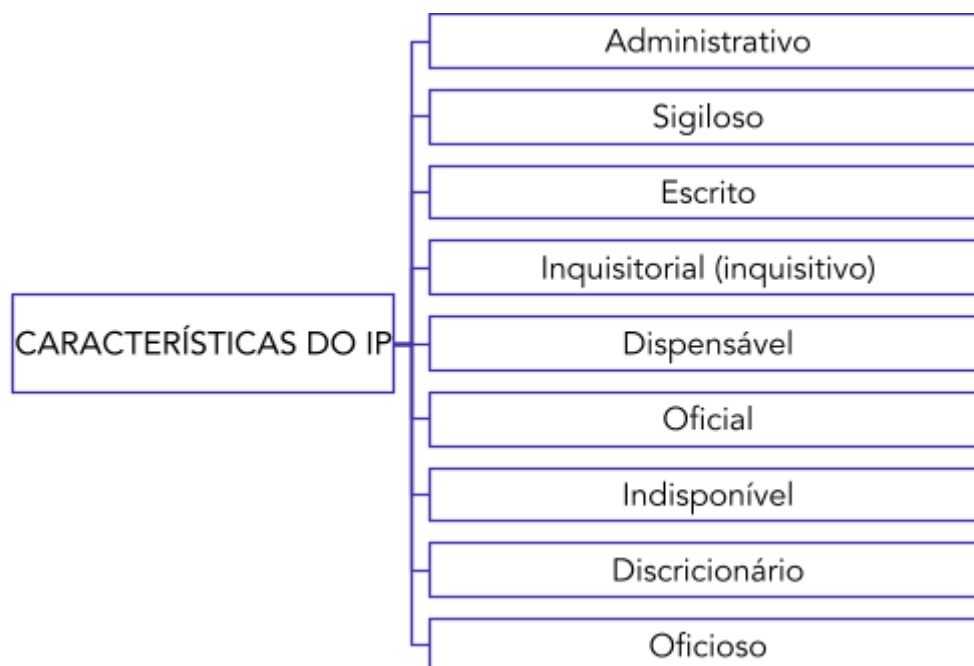 Administrativo
Sigiloso
Escrito
Inquisitorial (inquisitivo)
CARACTERÍSTICAS DO IP
Dispensável
Oficial
Indisponível
Discricionário
Oficioso